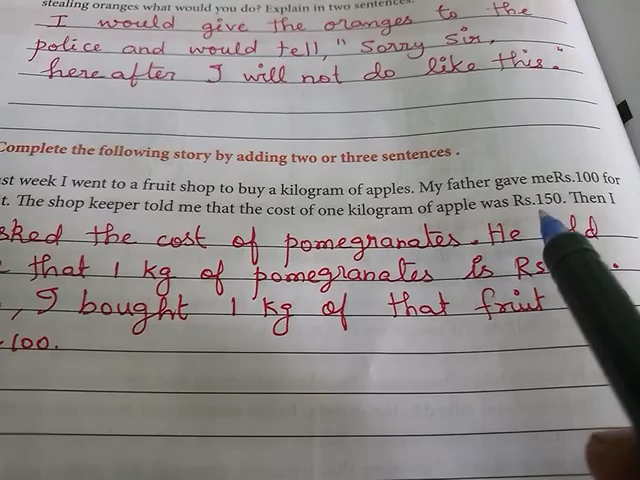 stealing oranges what would you do? Explain in two sentences.
I would give the oranges to the
police and would tell, "Sorry Sir,
hereafter I will not do like this."
Complete the following story by adding two or three sentences .
I went to a fruit shop to buy a kilogram of apples. My father gave meRs.100 for
The shop keeper told me that the cost of one kilogram of apple was Rs.150. Then I
the cost of pomegranates. He
that 1 kg of pomegranates is Rs
, I bought 1 kg of that friut
100.